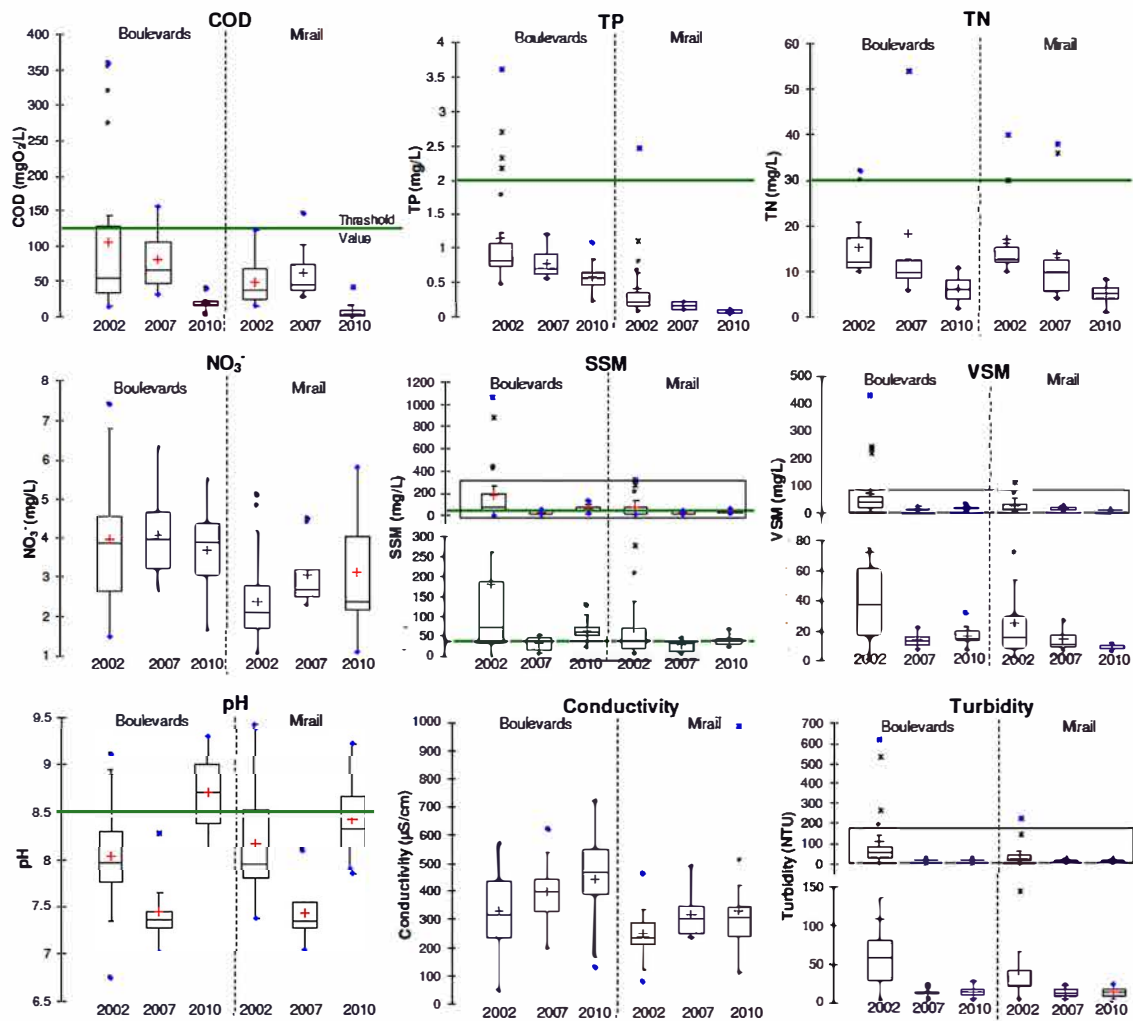 COD
Boulevards
Mirail
400
350
300
250
200
150
100
50
0
COD (mgO₂/L)
Threshold
Value
2002 2007 2010 2002 2007 2010
TP
Boulevards
Mirail
4
3.5
3
2.5
2
1.5
1
0.5
0
TP (mg/L)
2002 2007 2010 2002 2007 2010
TN
Boulevards
Mirail
60
50
40
30
20
10
0
TN (mg/L)
2002 2007 2010 2002 2007 2010
NO₃⁻
Boulevards
Mirail
8
7
6
5
4
3
2
1
NO₃⁻ (mg/L)
2002 2007 2010 2002 2007 2010
SSM
Boulevards
Mirail
1200
1000
800
600
400
200
0
300
250
200
150
100
50
0
SSM (mg/L)
2002 2007 2010 2002 2007 2010
VSM
Boulevards
Mirail
500
400
300
200
100
0
80
60
40
20
0
VSM (mg/L)
2002 2007 2010 2002 2007 2010
pH
Boulevards
Mirail
9.5
9
8.5
8
7.5
7
6.5
pH
2002 2007 2010 2002 2007 2010
Conductivity
Boulevards
Mirail
1000
900
800
700
600
500
400
300
200
100
0
Conductivity (µS/cm)
2002 2007 2010 2002 2007 2010
Turbidity
Boulevards
Mirail
700
600
500
400
300
200
100
0
150
100
50
0
Turbidity (NTU)
2002 2007 2010 2002 2007 2010